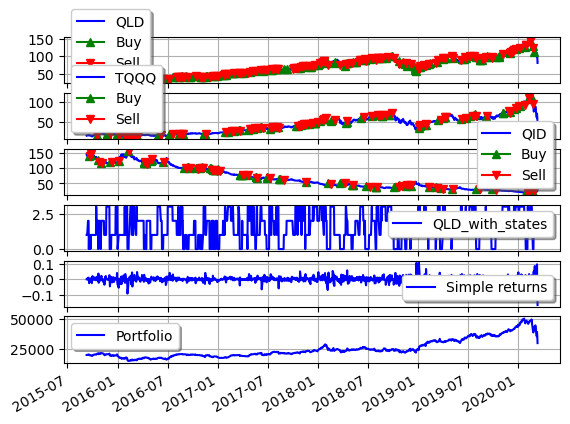 QLD
Buy
Sell
150
100
50
TQQQ
Buy
Sell
100
50
QID
Buy
Sell
150
100
50
QLD_with_states
2.5
0.0
Simple returns
0.1
0.0
−0.1
Portfolio
50000
25000
2015-07
2016-01
2016-07
2017-01
2017-07
2018-01
2018-07
2019-01
2019-07
2020-01